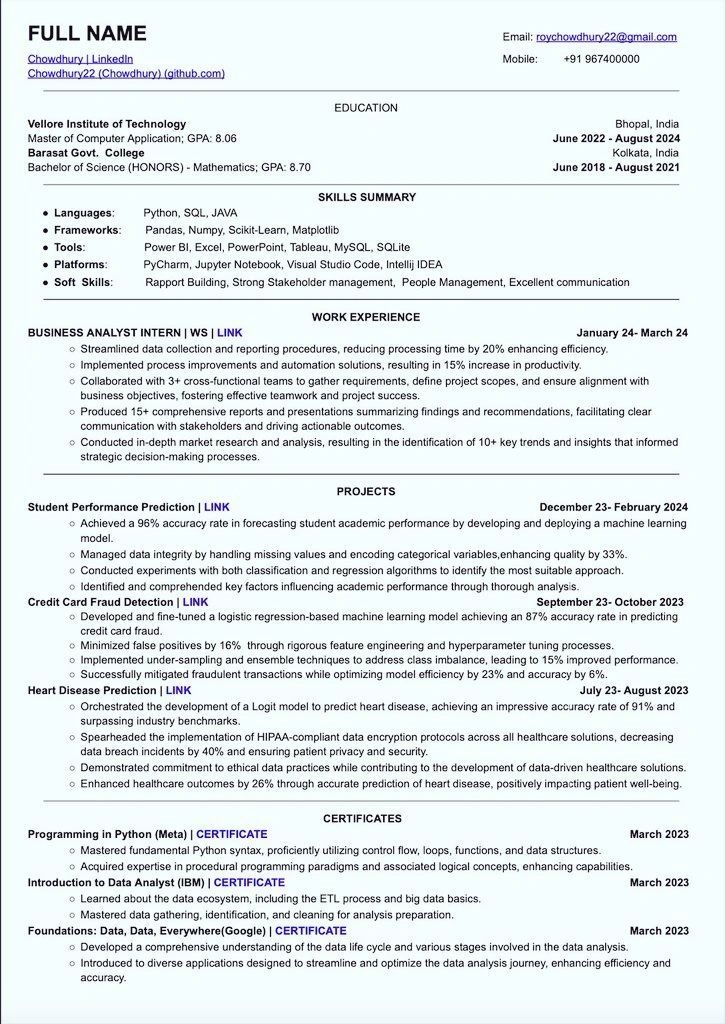 FULL NAME
Email: roychowdhury22@gmail.com
Chowdhury | LinkedIn
Mobile: +91 967400000
Chowdhury22 (Chowdhury) (github.com)
EDUCATION
Vellore Institute of Technology Bhopal, India
Master of Computer Application; GPA: 8.06 June 2022 - August 2024
Barasat Govt. College Kolkata, India
Bachelor of Science (HONORS) - Mathematics; GPA: 8.70 June 2018 - August 2021
SKILLS SUMMARY
● Languages: Python, SQL, JAVA
● Frameworks: Pandas, Numpy, Scikit-Learn, Matplotlib
● Tools: Power BI, Excel, PowerPoint, Tableau, MySQL, SQLite
● Platforms: PyCharm, Jupyter Notebook, Visual Studio Code, Intellij IDEA
● Soft Skills: Rapport Building, Strong Stakeholder management, People Management, Excellent communication
WORK EXPERIENCE
BUSINESS ANALYST INTERN | WS | LINK January 24- March 24
○ Streamlined data collection and reporting procedures, reducing processing time by 20% enhancing efficiency.
○ Implemented process improvements and automation solutions, resulting in 15% increase in productivity.
○ Collaborated with 3+ cross-functional teams to gather requirements, define project scopes, and ensure alignment with
business objectives, fostering effective teamwork and project success.
○ Produced 15+ comprehensive reports and presentations summarizing findings and recommendations, facilitating clear
communication with stakeholders and driving actionable outcomes.
○ Conducted in-depth market research and analysis, resulting in the identification of 10+ key trends and insights that informed
strategic decision-making processes.
PROJECTS
Student Performance Prediction | LINK December 23- February 2024
○ Achieved a 96% accuracy rate in forecasting student academic performance by developing and deploying a machine learning
model.
○ Managed data integrity by handling missing values and encoding categorical variables,enhancing quality by 33%.
○ Conducted experiments with both classification and regression algorithms to identify the most suitable approach.
○ Identified and comprehended key factors influencing academic performance through thorough analysis.
Credit Card Fraud Detection | LINK September 23- October 2023
○ Developed and fine-tuned a logistic regression-based machine learning model achieving an 87% accuracy rate in predicting
credit card fraud.
○ Minimized false positives by 16% through rigorous feature engineering and hyperparameter tuning processes.
○ Implemented under-sampling and ensemble techniques to address class imbalance, leading to 15% improved performance.
○ Successfully mitigated fraudulent transactions while optimizing model efficiency by 23% and accuracy by 6%.
Heart Disease Prediction | LINK July 23- August 2023
○ Orchestrated the development of a Logit model to predict heart disease, achieving an impressive accuracy rate of 91% and
surpassing industry benchmarks.
○ Spearheaded the implementation of HIPAA-compliant data encryption protocols across all healthcare solutions, decreasing
data breach incidents by 40% and ensuring patient privacy and security.
○ Demonstrated commitment to ethical data practices while contributing to the development of data-driven healthcare solutions.
○ Enhanced healthcare outcomes by 26% through accurate prediction of heart disease, positively impacting patient well-being.
CERTIFICATES
Programming in Python (Meta) | CERTIFICATE March 2023
○ Mastered fundamental Python syntax, proficiently utilizing control flow, loops, functions, and data structures.
○ Acquired expertise in procedural programming paradigms and associated logical concepts, enhancing capabilities.
Introduction to Data Analyst (IBM) | CERTIFICATE March 2023
○ Learned about the data ecosystem, including the ETL process and big data basics.
○ Mastered data gathering, identification, and cleaning for analysis preparation.
Foundations: Data, Data, Everywhere(Google) | CERTIFICATE March 2023
○ Developed a comprehensive understanding of the data life cycle and various stages involved in the data analysis.
○ Introduced to diverse applications designed to streamline and optimize the data analysis journey, enhancing efficiency and
accuracy.